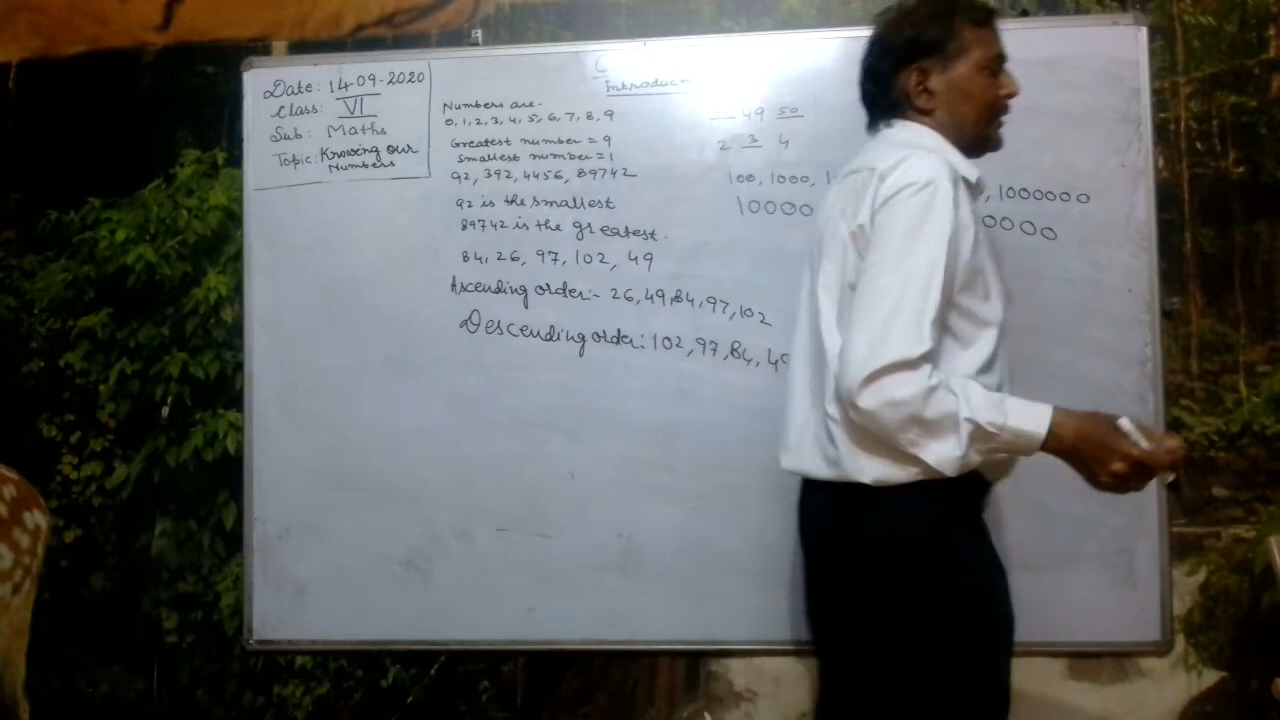 Date: 14-09-2020
Class: VI
Sub: Maths
Topic: Knowing our
Numbers
Introduc
Numbers are.
0, 1, 2, 3, 4, 5, 6, 7, 8, 9
Greatest number = 9
Smallest number = 1
92, 392, 4456, 89742
92 is the smallest
89742 is the greatest.
84, 26, 97, 102, 49
Ascending order:- 26, 49, 84, 97, 102
Descending order: 102, 97, 84, 49
— 49 50
2 3 4
100, 1000, 1 , 1000000
10000 0000